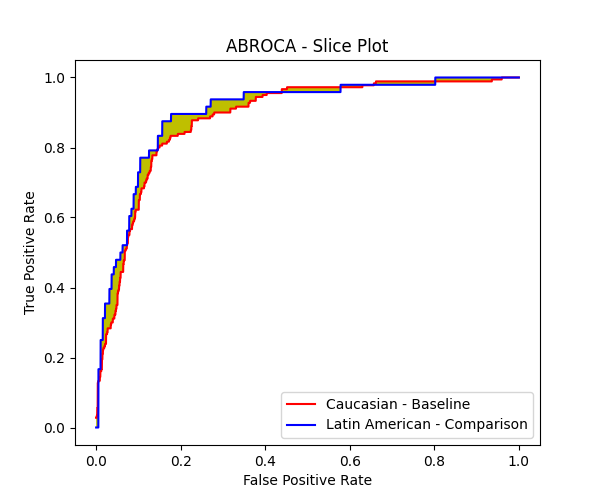 ABROCA - Slice Plot
True Positive Rate
1.0
0.8
0.6
0.4
0.2
0.0
Caucasian - Baseline
Latin American - Comparison
0.0 0.2 0.4 0.6 0.8 1.0
False Positive Rate